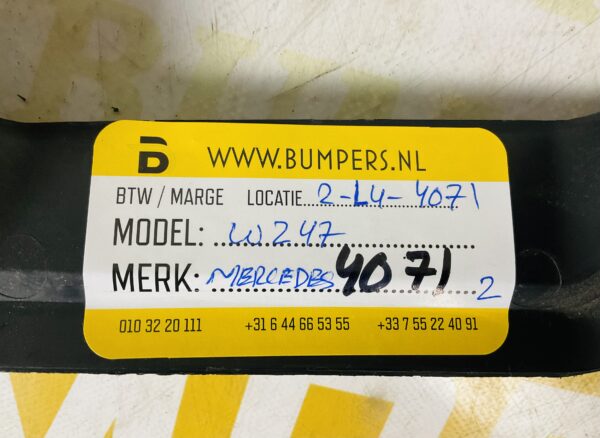 B WWW.BUMPERS.NL
BTW / MARGE LOCATIE 2-L4-4071
MODEL: W247
MERK: MERCEDES 4071 2
010 32 20 111 +31 6 44 66 53 55 +33 7 55 22 40 91